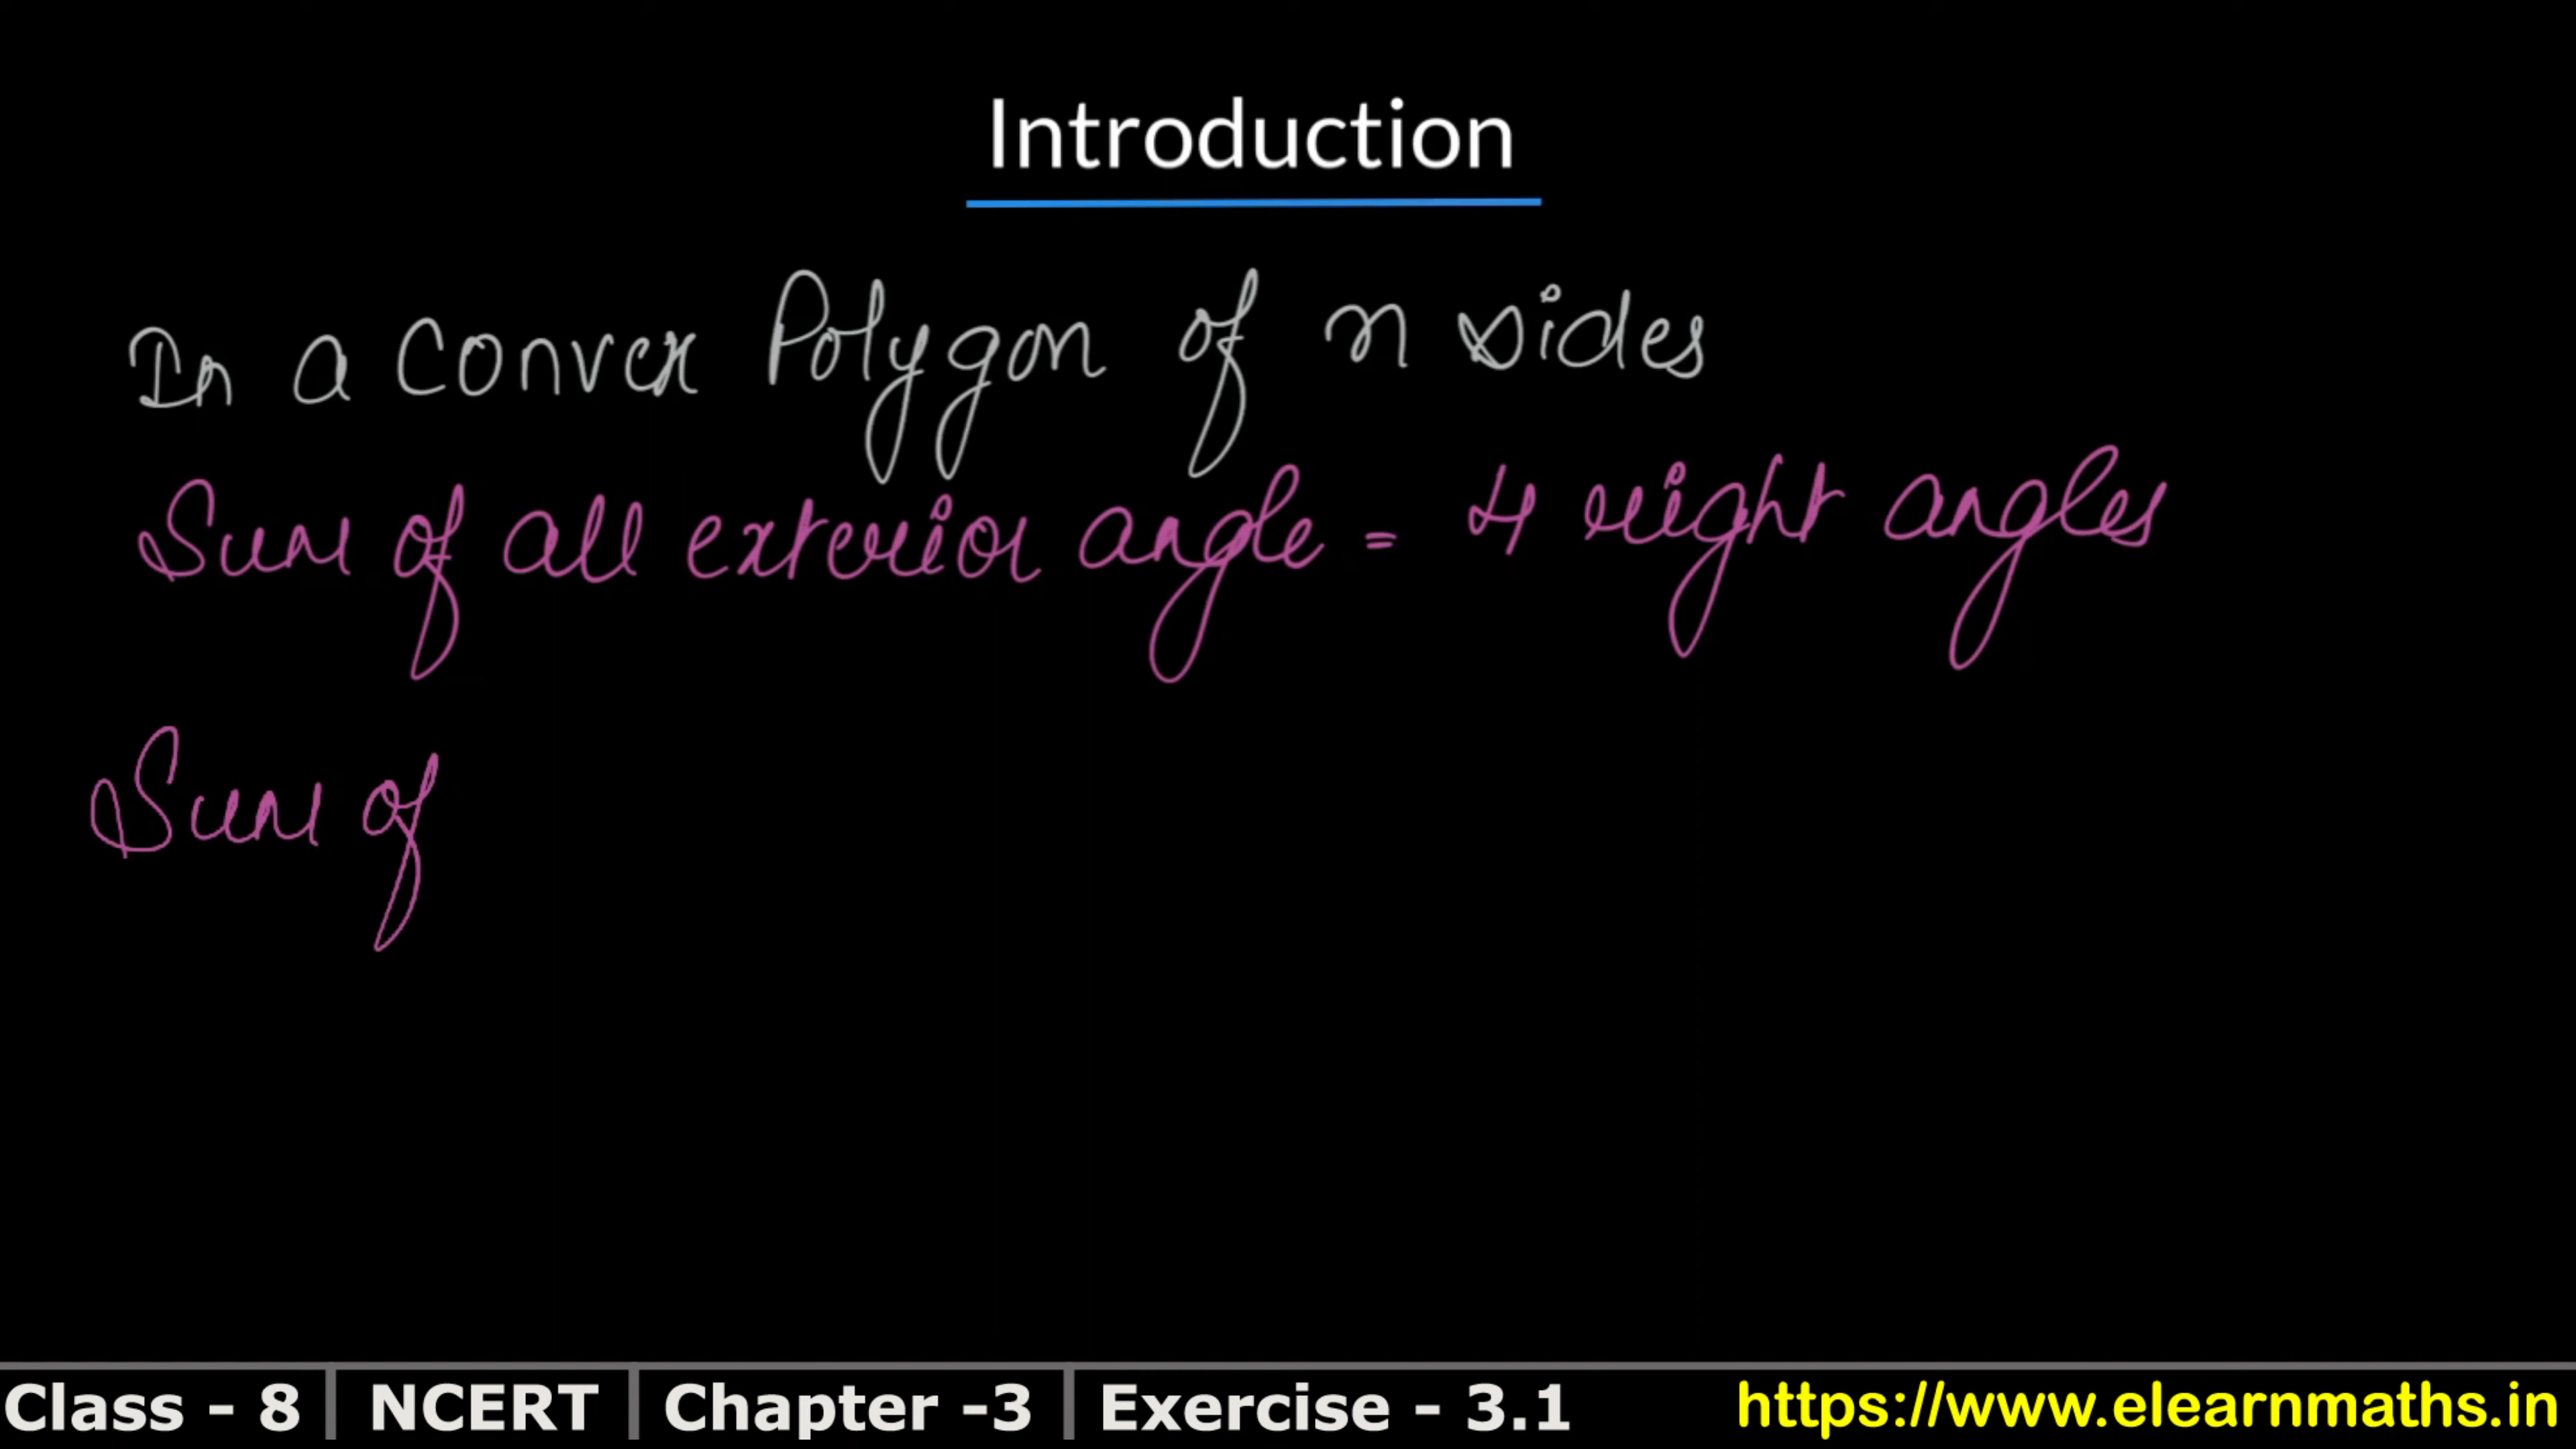 Introduction
In a Convex Polygon of n sides
Sum of all exterior angle = 4 right angles
Sum of
Class - 8 | NCERT | Chapter -3 | Exercise - 3.1 https://www.elearnmaths.in